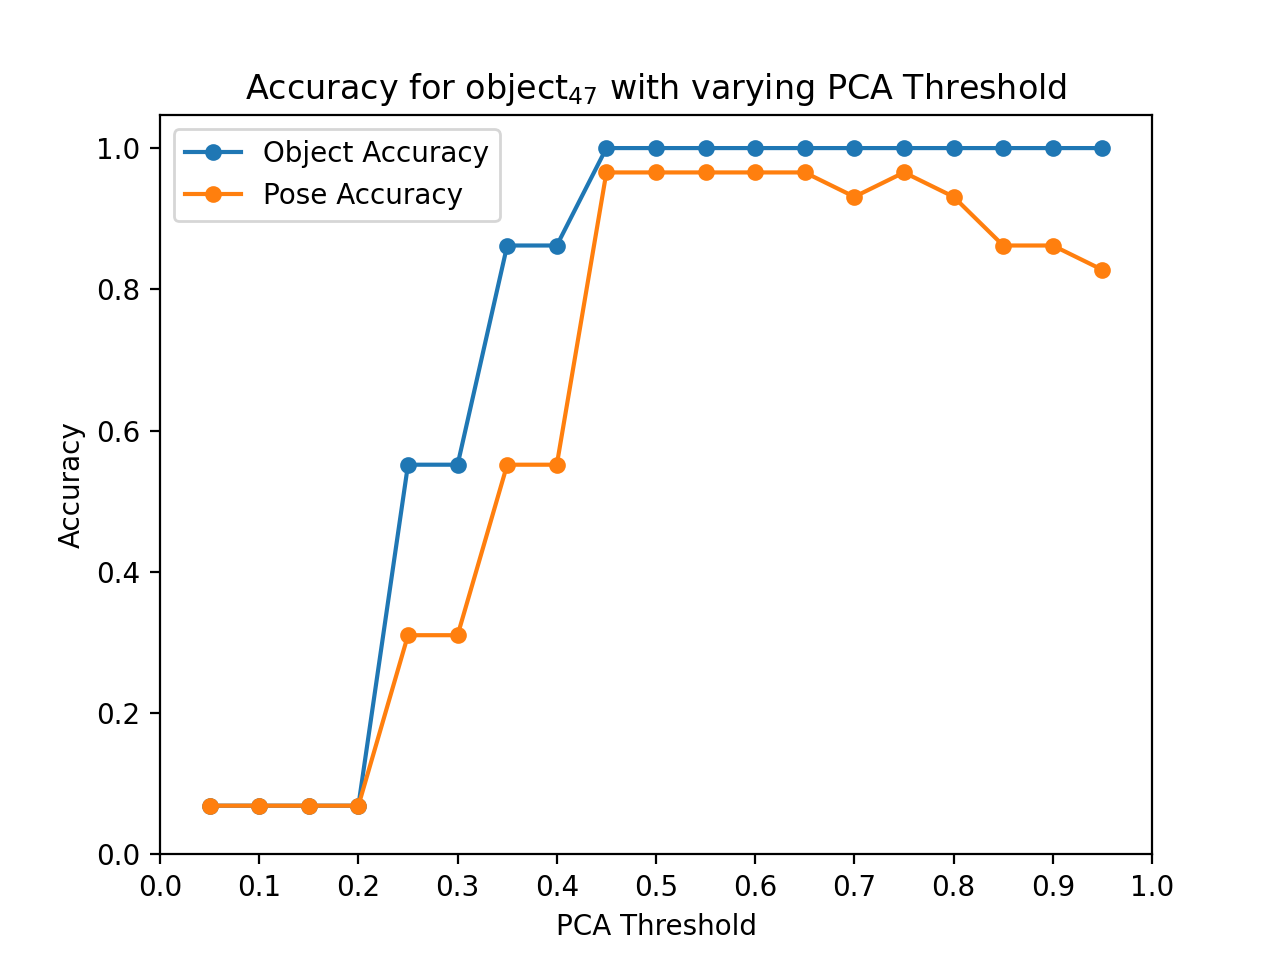 Accuracy for object₄₇ with varying PCA Threshold
Object Accuracy
Pose Accuracy
Accuracy
1.0
0.8
0.6
0.4
0.2
0.0
0.0 0.1 0.2 0.3 0.4 0.5 0.6 0.7 0.8 0.9 1.0
PCA Threshold